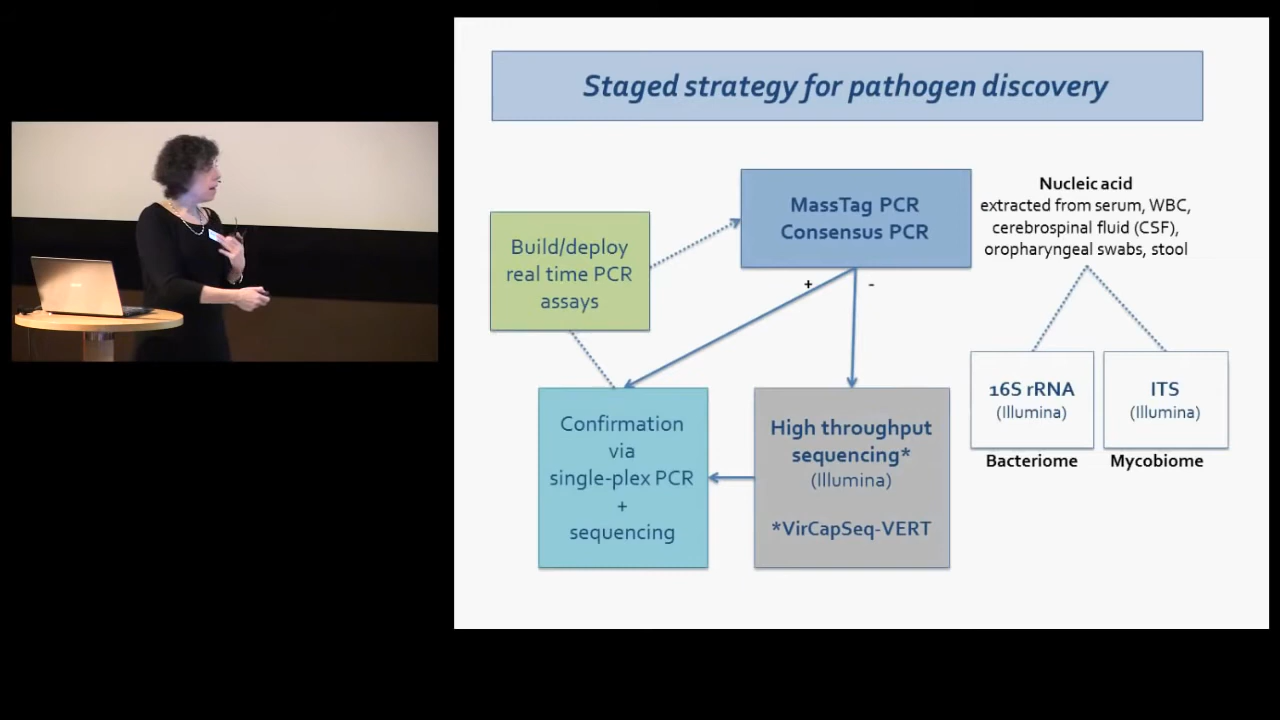 Staged strategy for pathogen discovery
MassTag PCR
Consensus PCR
Nucleic acid
extracted from serum, WBC,
cerebrospinal fluid (CSF),
oropharyngeal swabs, stool
Build/deploy
real time PCR
assays
+
-
Confirmation
via
single-plex PCR
+
sequencing
High throughput
sequencing*
(Illumina)
*VirCapSeq-VERT
16S rRNA
(Illumina)
Bacteriome
ITS
(Illumina)
Mycobiome